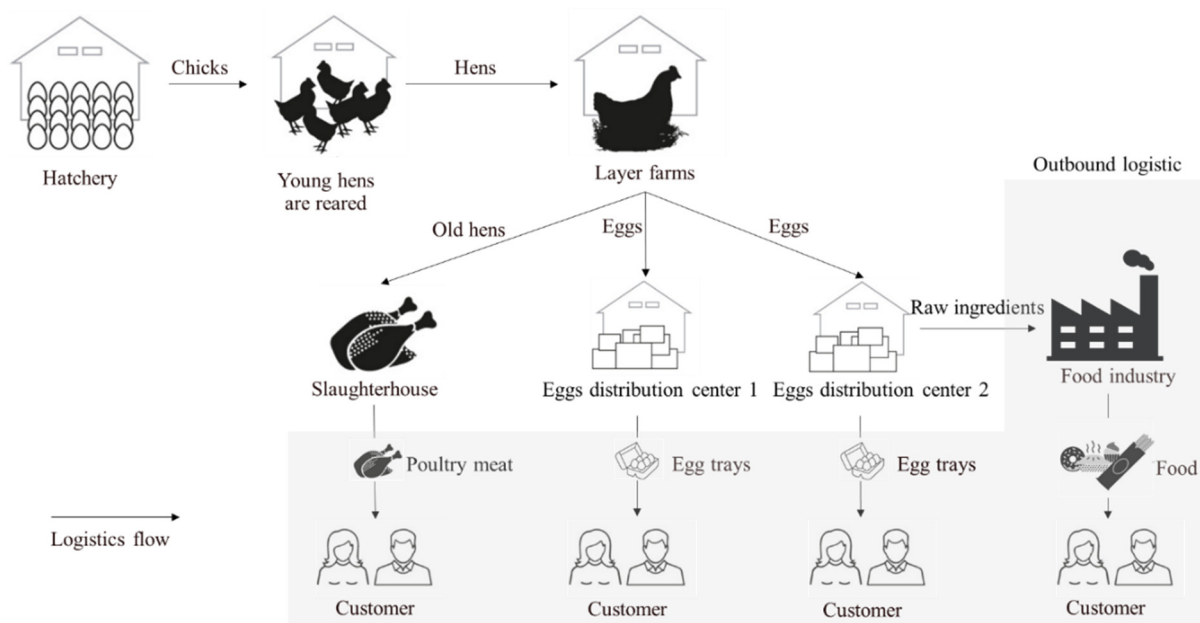 Chicks
Hens
Hatchery
Young hens
are reared
Layer farms
Outbound logistic
Old hens
Eggs
Eggs
Raw ingredients
Slaughterhouse
Eggs distribution center 1
Eggs distribution center 2
Food industry
Poultry meat
Egg trays
Egg trays
Food
Logistics flow
Customer
Customer
Customer
Customer